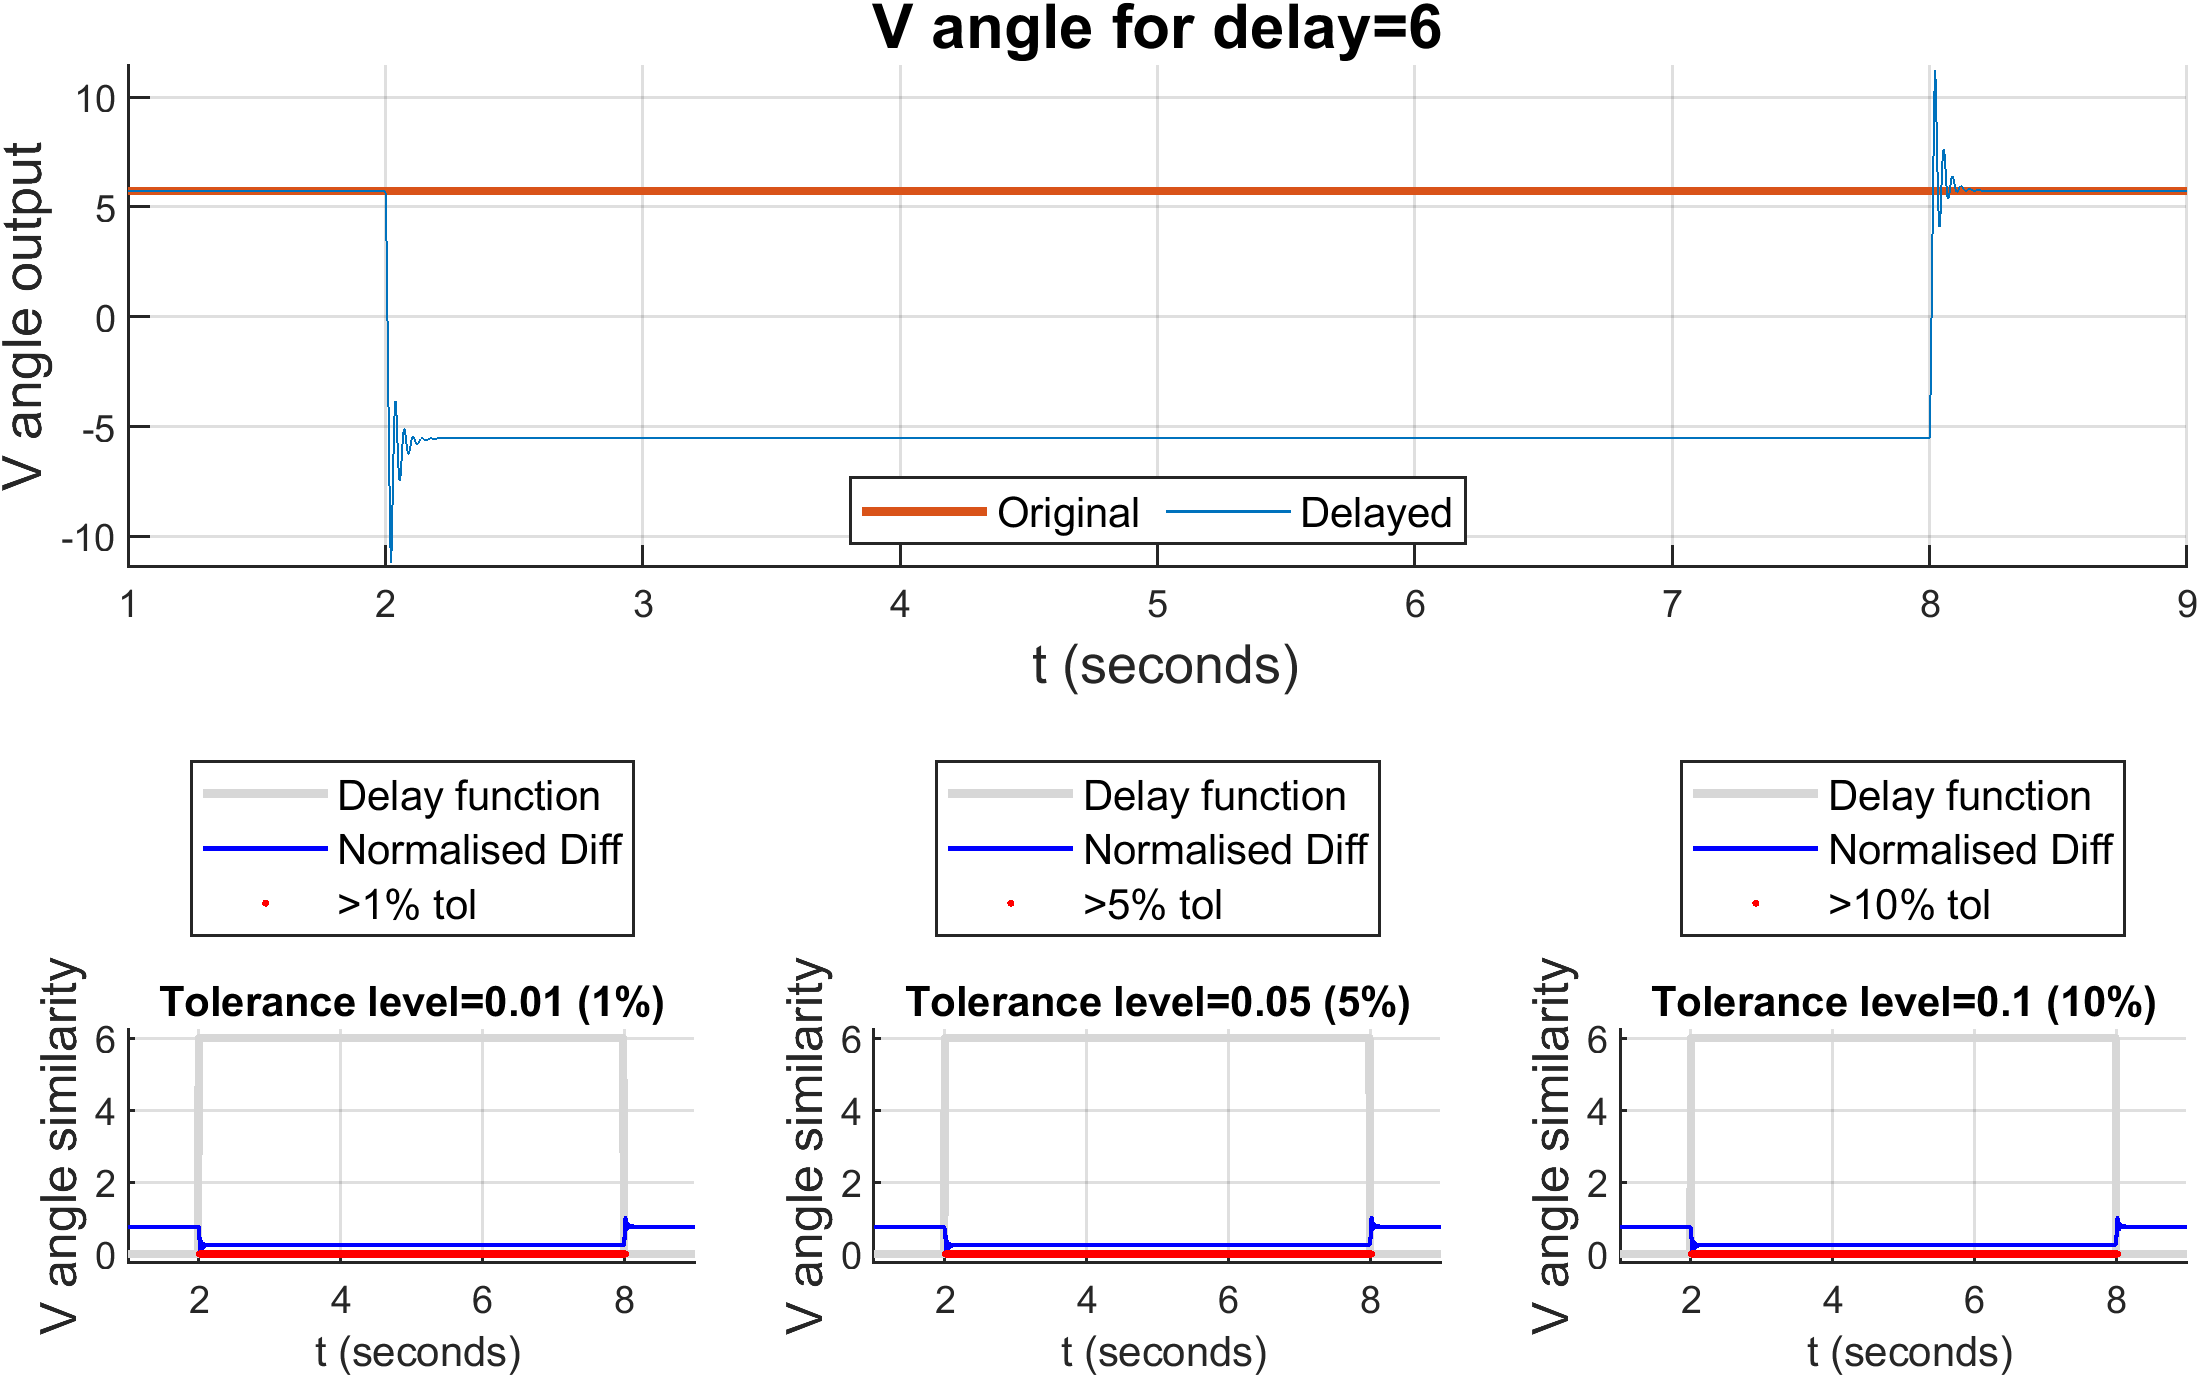 V angle for delay=6
V angle output
10
5
0
-5
-10
Original
Delayed
1 2 3 4 5 6 7 8 9
t (seconds)
Delay function
Normalised Diff
>1% tol
Tolerance level=0.01 (1%)
V angle similarity
6
4
2
0
2 4 6 8
t (seconds)
Delay function
Normalised Diff
>5% tol
Tolerance level=0.05 (5%)
V angle similarity
6
4
2
0
2 4 6 8
t (seconds)
Delay function
Normalised Diff
>10% tol
Tolerance level=0.1 (10%)
V angle similarity
6
4
2
0
2 4 6 8
t (seconds)